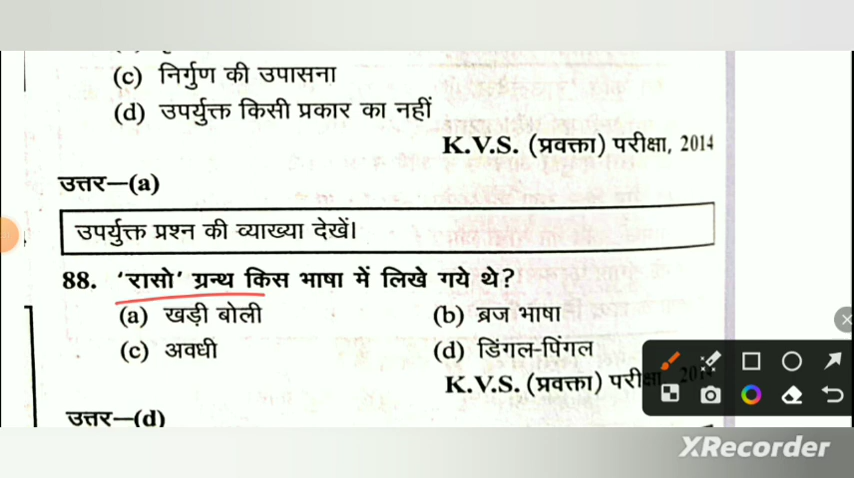 (c) निर्गुण की उपासना
(d) उपर्युक्त किसी प्रकार का नहीं
K.V.S. (प्रवक्ता) परीक्षा, 2014
उत्तर–(a)
उपर्युक्त प्रश्न की व्याख्या देखें।
88. ‘रासो’ ग्रन्थ किस भाषा में लिखे गये थे?
(a) खड़ी बोली (b) ब्रज भाषा
(c) अवधी (d) डिंगल-पिंगल
K.V.S. (प्रवक्ता) परीक्षा, 2014
उत्तर–(d)
XRecorder